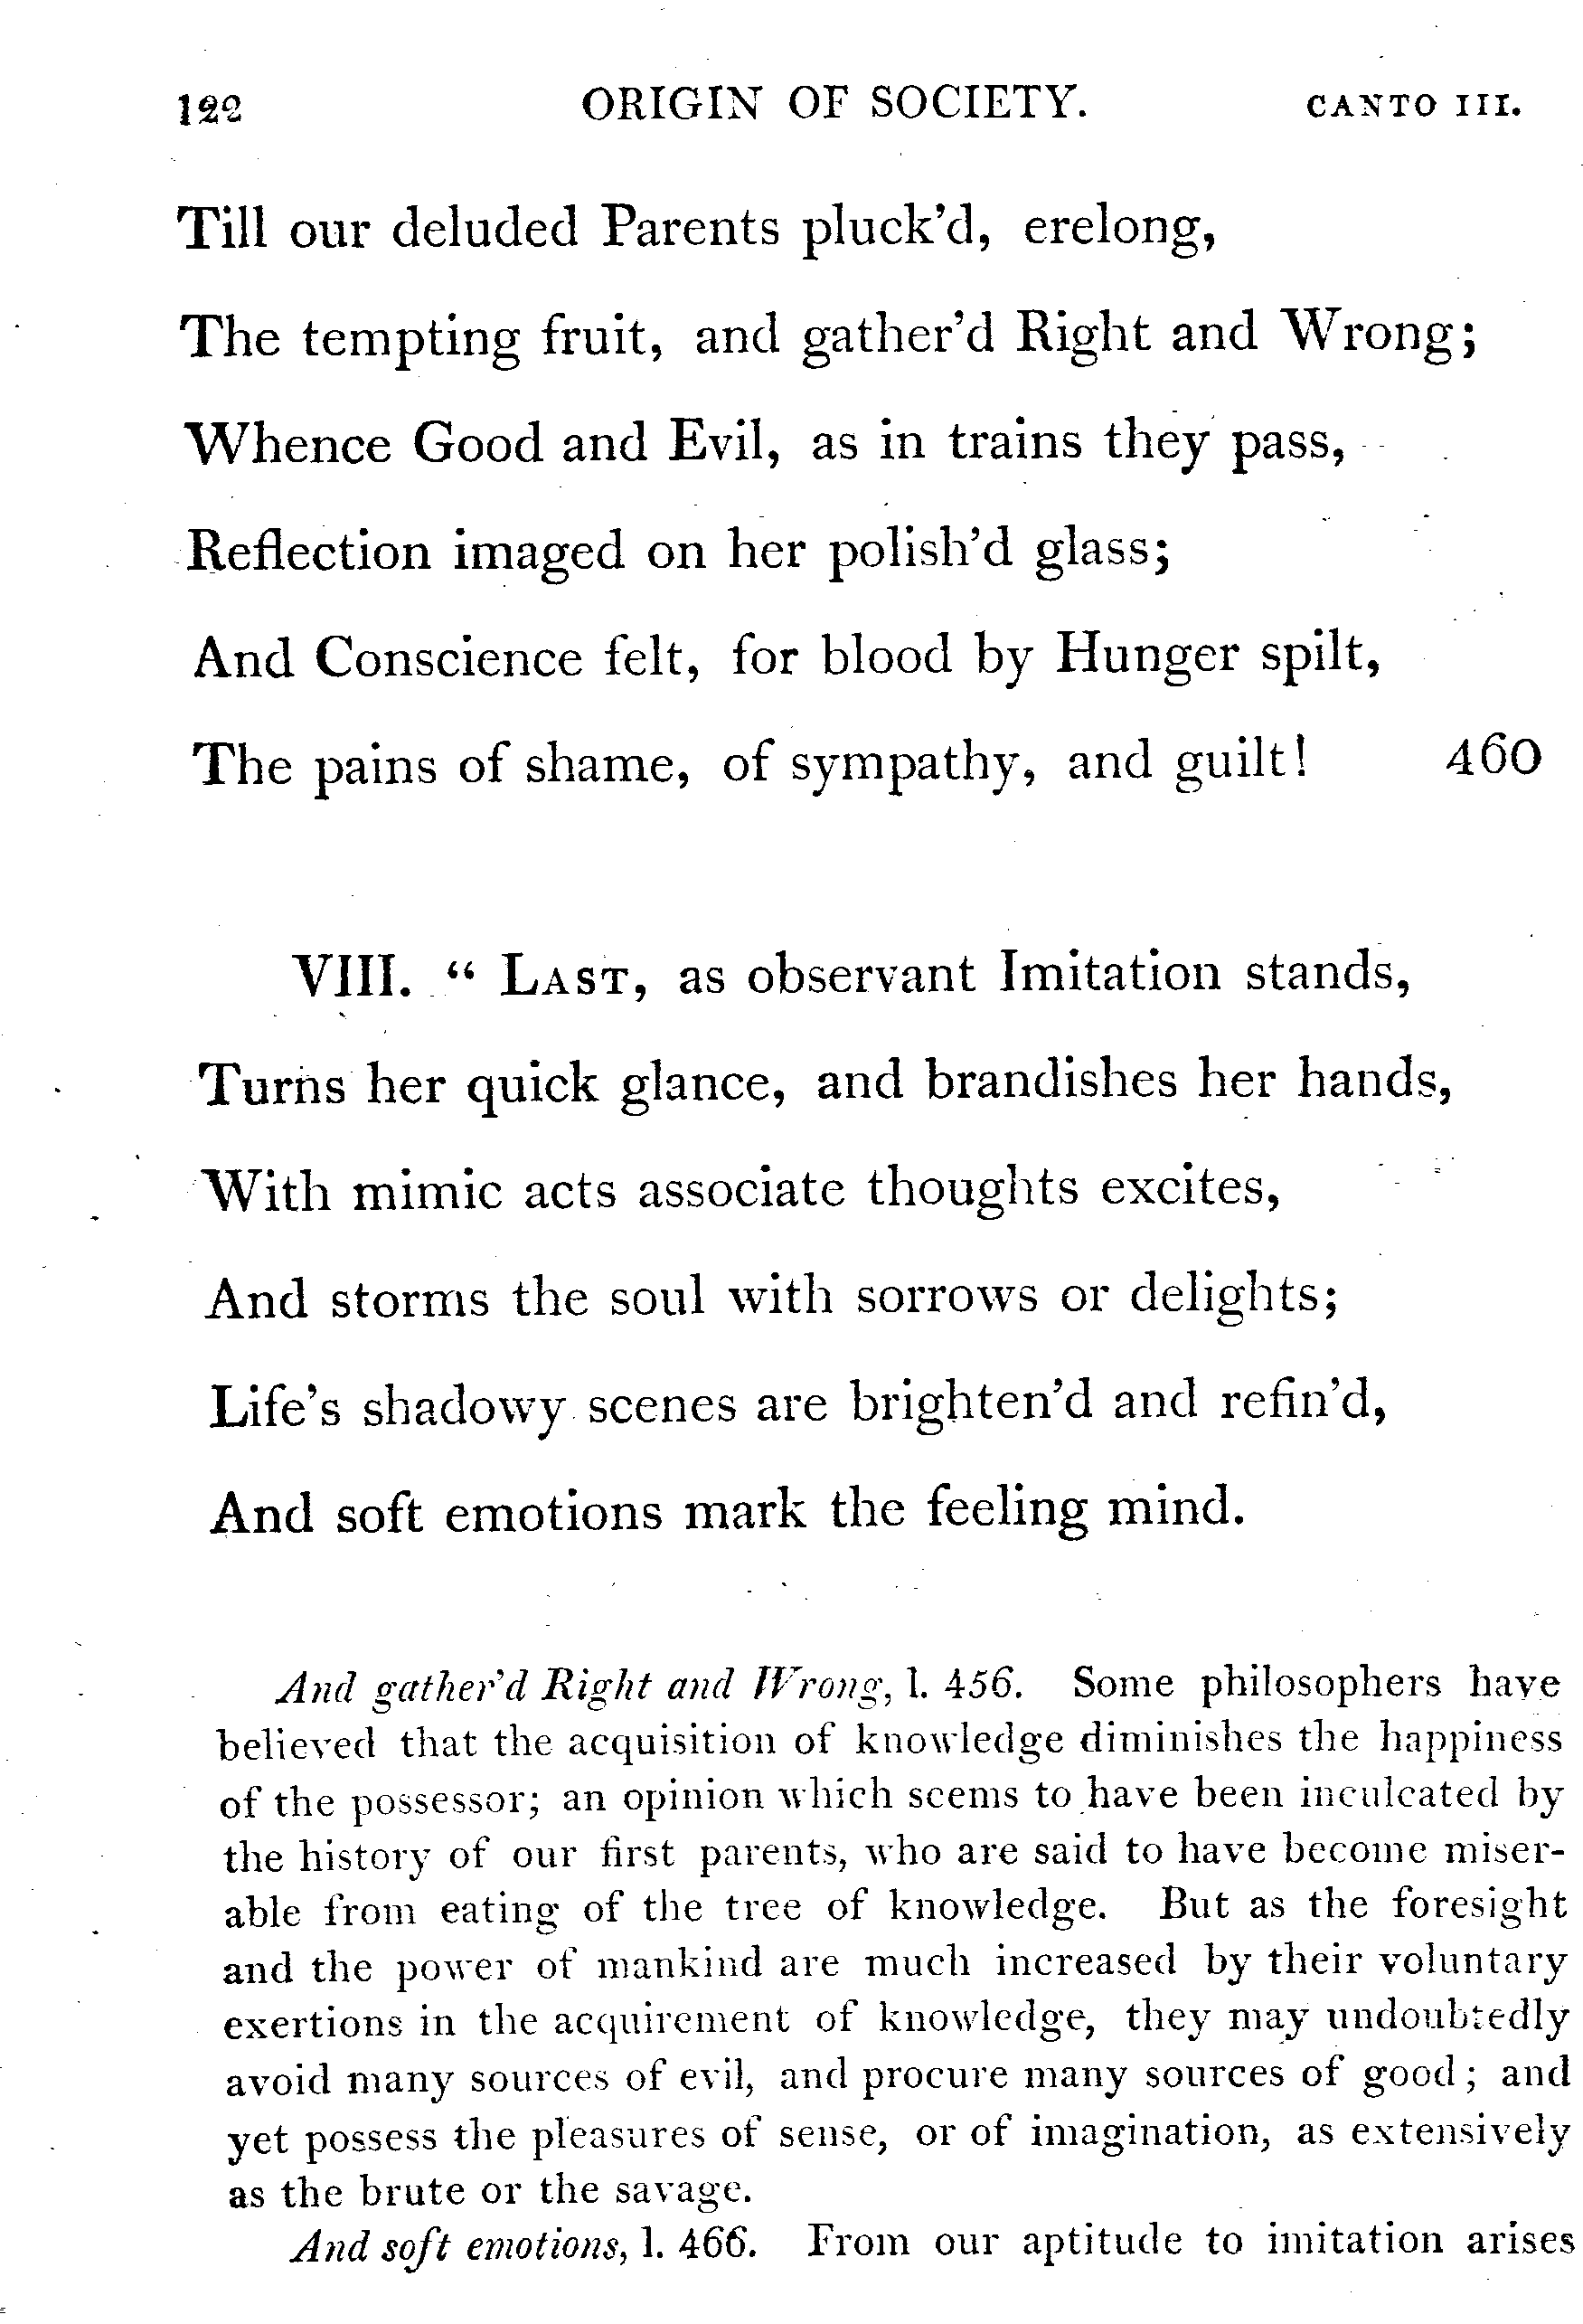 122 ORIGIN OF SOCIETY. CANTO III.
Till our deluded Parents pluck'd, erelong,
The tempting fruit, and gather'd Right and Wrong;
Whence Good and Evil, as in trains they pass,
Reflection imaged on her polish'd glass;
And Conscience felt, for blood by Hunger spilt,
The pains of shame, of sympathy, and guilt! 460
VIII. “ LAST, as observant Imitation stands,
Turns her quick glance, and brandishes her hands,
With mimic acts associate thoughts excites,
And storms the soul with sorrows or delights;
Life's shadowy scenes are brighten'd and refin'd,
And soft emotions mark the feeling mind.
And gather'd Right and Wrong, l. 456. Some philosophers have
believed that the acquisition of knowledge diminishes the happiness
of the possessor; an opinion which seems to have been inculcated by
the history of our first parents, who are said to have become miser-
able from eating of the tree of knowledge. But as the foresight
and the power of mankind are much increased by their voluntary
exertions in the acquirement of knowledge, they may undoubtedly
avoid many sources of evil, and procure many sources of good; and
yet possess the pleasures of sense, or of imagination, as extensively
as the brute or the savage.
And soft emotions, l. 466. From our aptitude to imitation arises